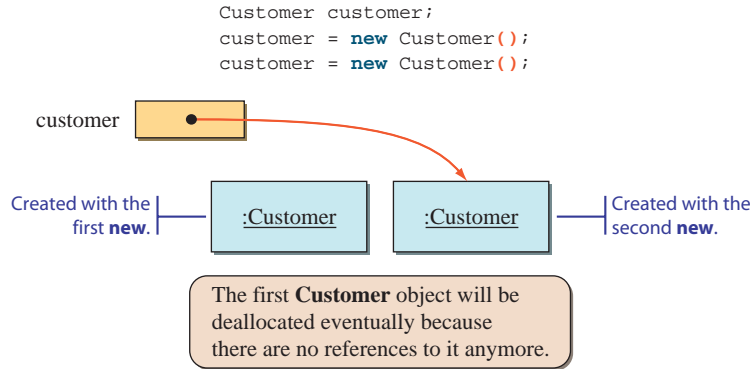 Customer customer;
customer = new Customer();
customer = new Customer();
customer
Created with the
first new.
:Customer
:Customer
Created with the
second new.
The first Customer object will be
deallocated eventually because
there are no references to it anymore.